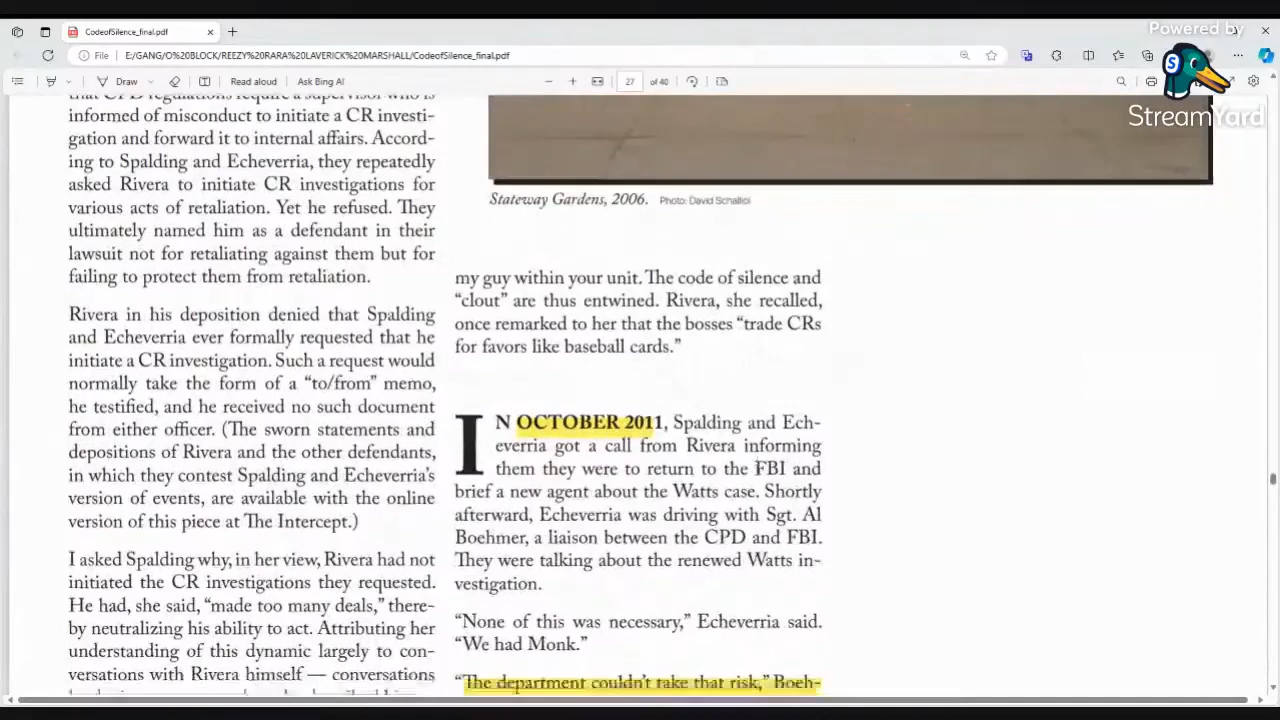 Powered by
StreamYard
CodeofSilence_final.pdf
File
E:/GANG/O%20BLOCK/REEZY%20RARA%20LAVERICK%20MARSHALL/CodeofSilence_final.pdf
Draw
Read aloud
Ask Bing AI
27
of 40
that CPD regulations require a supervisor who is
informed of misconduct to initiate a CR investi-
gation and forward it to internal affairs. Accord-
ing to Spalding and Echeverria, they repeatedly
asked Rivera to initiate CR investigations for
various acts of retaliation. Yet he refused. They
ultimately named him as a defendant in their
lawsuit not for retaliating against them but for
failing to protect them from retaliation.
Rivera in his deposition denied that Spalding
and Echeverria ever formally requested that he
initiate a CR investigation. Such a request would
normally take the form of a “to/from” memo,
he testified, and he received no such document
from either officer. (The sworn statements and
depositions of Rivera and the other defendants,
in which they contest Spalding and Echeverria’s
version of events, are available with the online
version of this piece at The Intercept.)
I asked Spalding why, in her view, Rivera had not
initiated the CR investigations they requested.
He had, she said, “made too many deals,” there-
by neutralizing his ability to act. Attributing her
understanding of this dynamic largely to con-
versations with Rivera himself — conversations
Stateway Gardens, 2006. Photo: David Schalliol
my guy within your unit. The code of silence and
“clout” are thus entwined. Rivera, she recalled,
once remarked to her that the bosses “trade CRs
for favors like baseball cards.”
IN OCTOBER 2011, Spalding and Ech-
everria got a call from Rivera informing
them they were to return to the FBI and
brief a new agent about the Watts case. Shortly
afterward, Echeverria was driving with Sgt. Al
Boehmer, a liaison between the CPD and FBI.
They were talking about the renewed Watts in-
vestigation.
“None of this was necessary,” Echeverria said.
“We had Monk.”
“The department couldn’t take that risk,” Boeh-